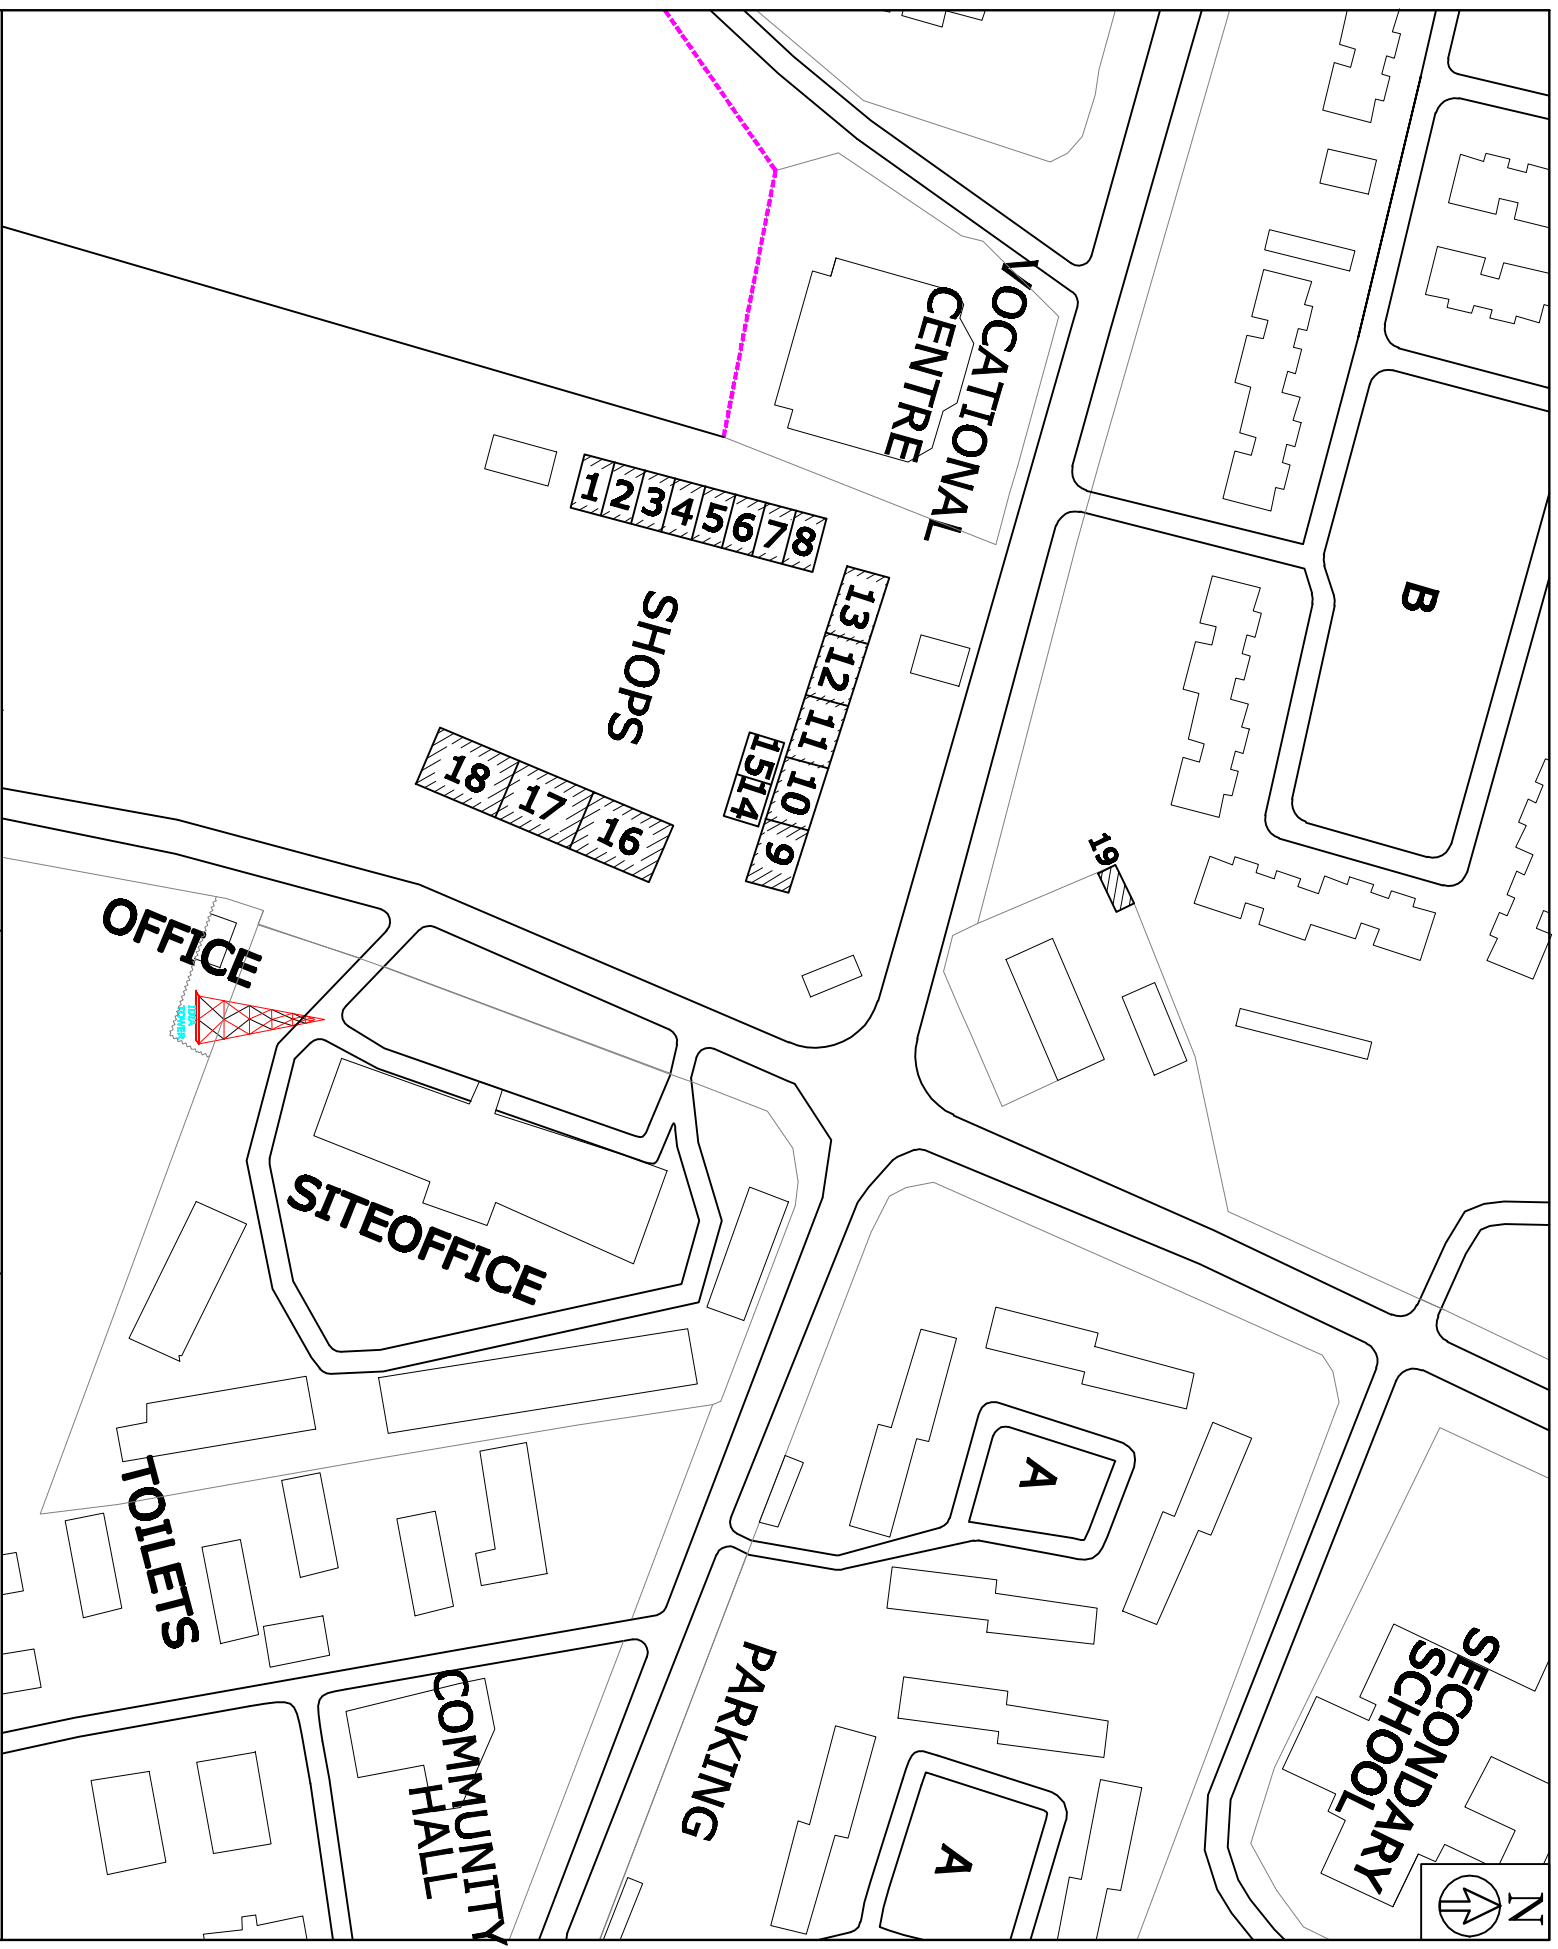 VOCATIONAL
CENTRE
B
1 2 3 4 5 6 7 8
13 12 11 10 9
15 14
SHOPS
18 17 16
19
OFFICE
TOWER
SITEOFFICE
A
TOILETS
PARKING
COMMUNITY
HALL
A
SECONDARY
SCHOOL
N